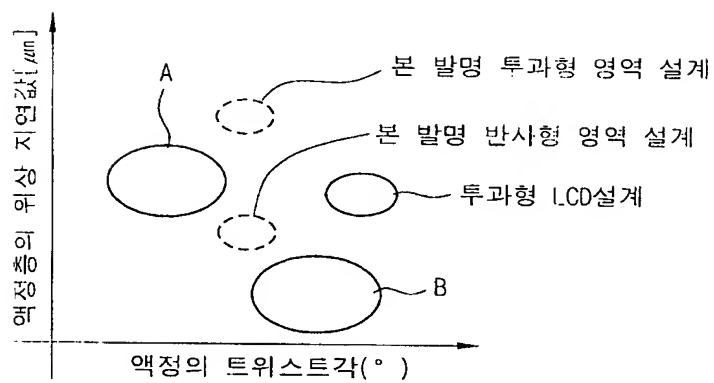 A
본 발명 투과형 영역 설계
본 발명 반사형 영역 설계
투과형 LCD설계
B
액정층의 위상 지연값[㎛]
액정의 트위스트각(°)